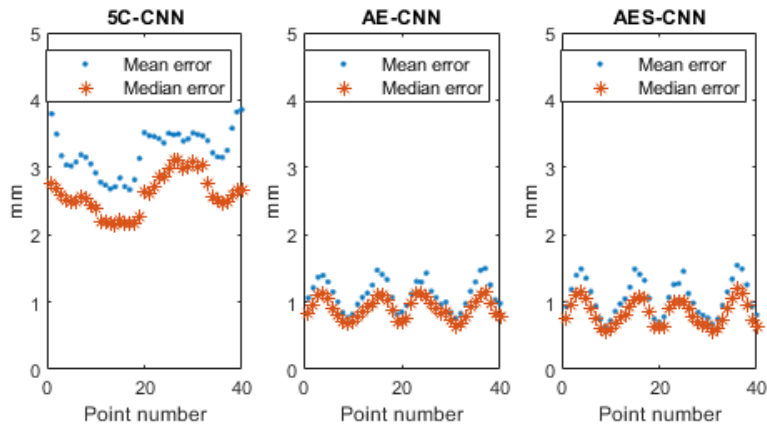 5C-CNN
5
4
3
2
1
0
mm
0
20
40
Point number
Mean error
Median error
AE-CNN
5
4
3
2
1
0
mm
0
20
40
Point number
Mean error
Median error
AES-CNN
5
4
3
2
1
0
mm
0
20
40
Point number
Mean error
Median error